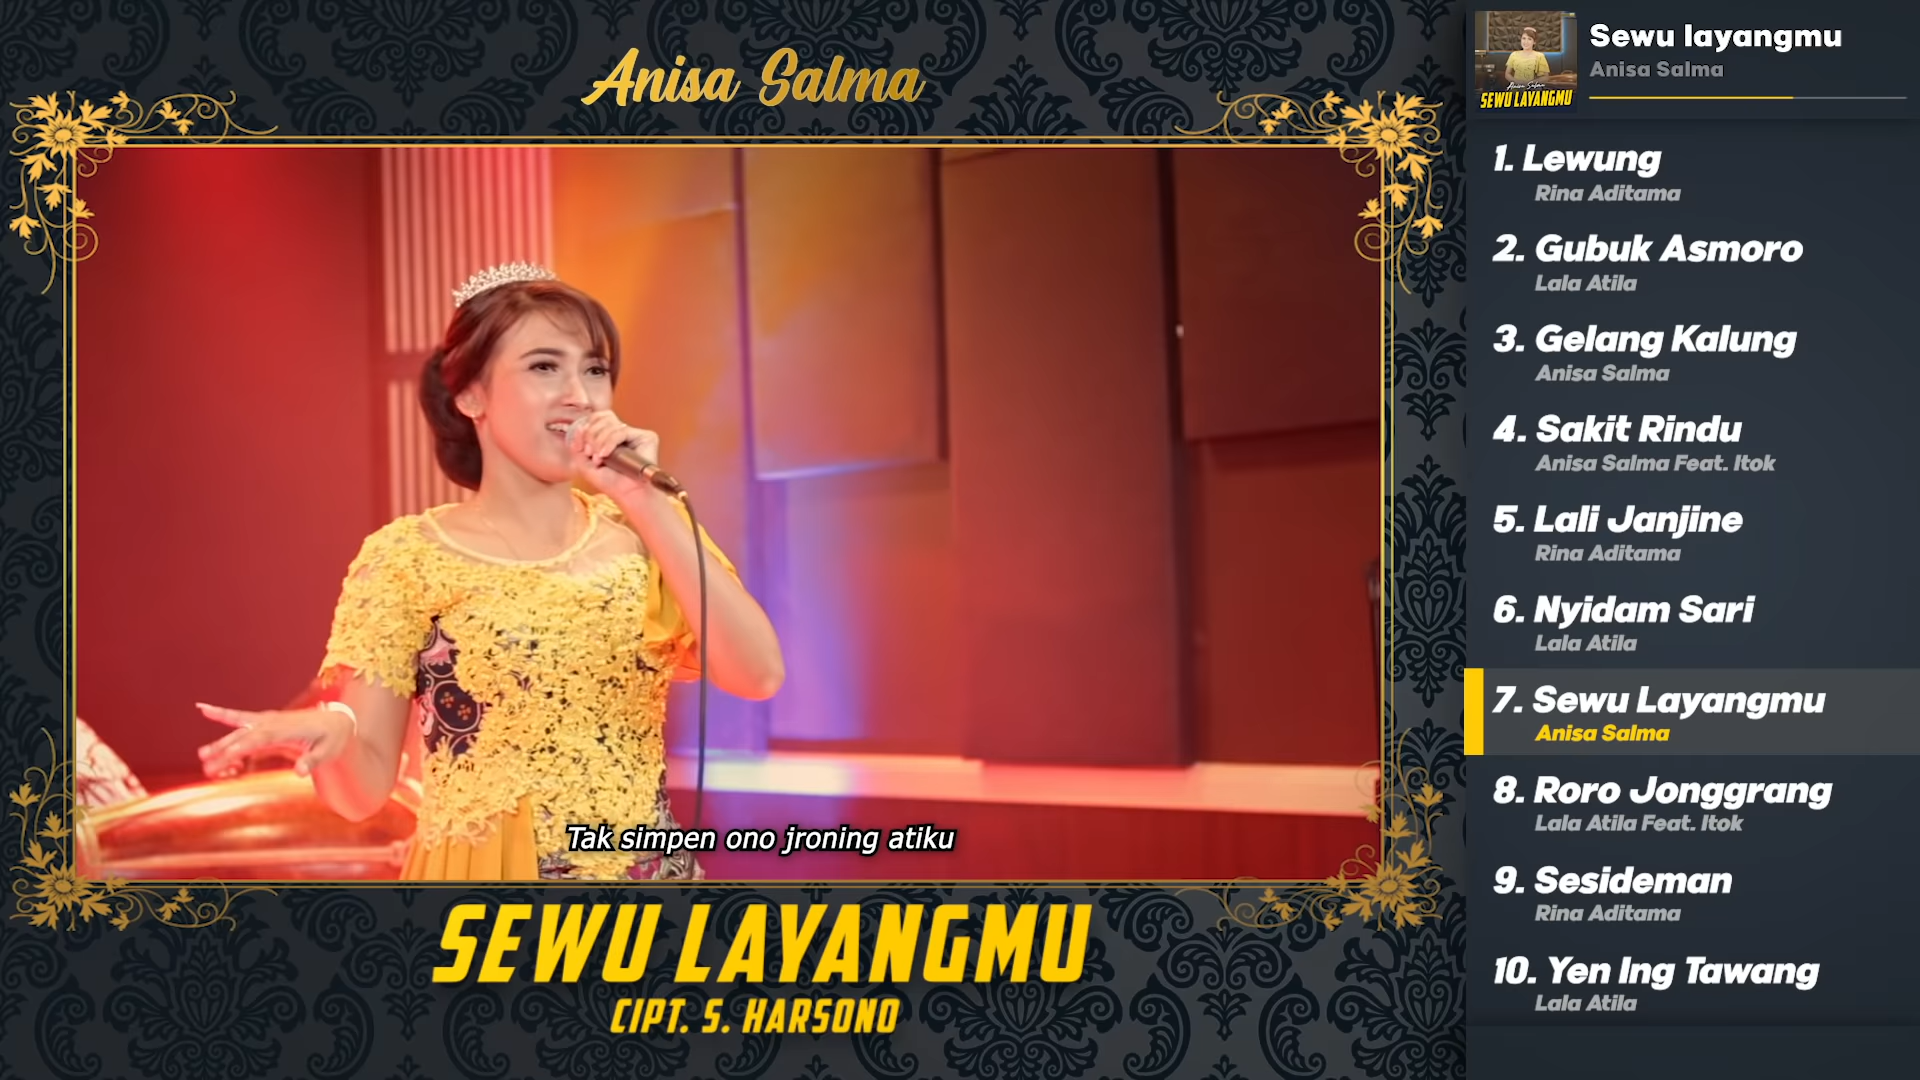 Anisa Salma
Tak simpen ono jroning atiku
SEWU LAYANGMU
CIPT. S. HARSONO
Anisa Salma
SEWU LAYANGMU
Sewu layangmu
Anisa Salma
1. Lewung
Rina Aditama
2. Gubuk Asmoro
Lala Atila
3. Gelang Kalung
Anisa Salma
4. Sakit Rindu
Anisa Salma Feat. Itok
5. Lali Janjine
Rina Aditama
6. Nyidam Sari
Lala Atila
7. Sewu Layangmu
Anisa Salma
8. Roro Jonggrang
Lala Atila Feat. Itok
9. Sesideman
Rina Aditama
10. Yen Ing Tawang
Lala Atila